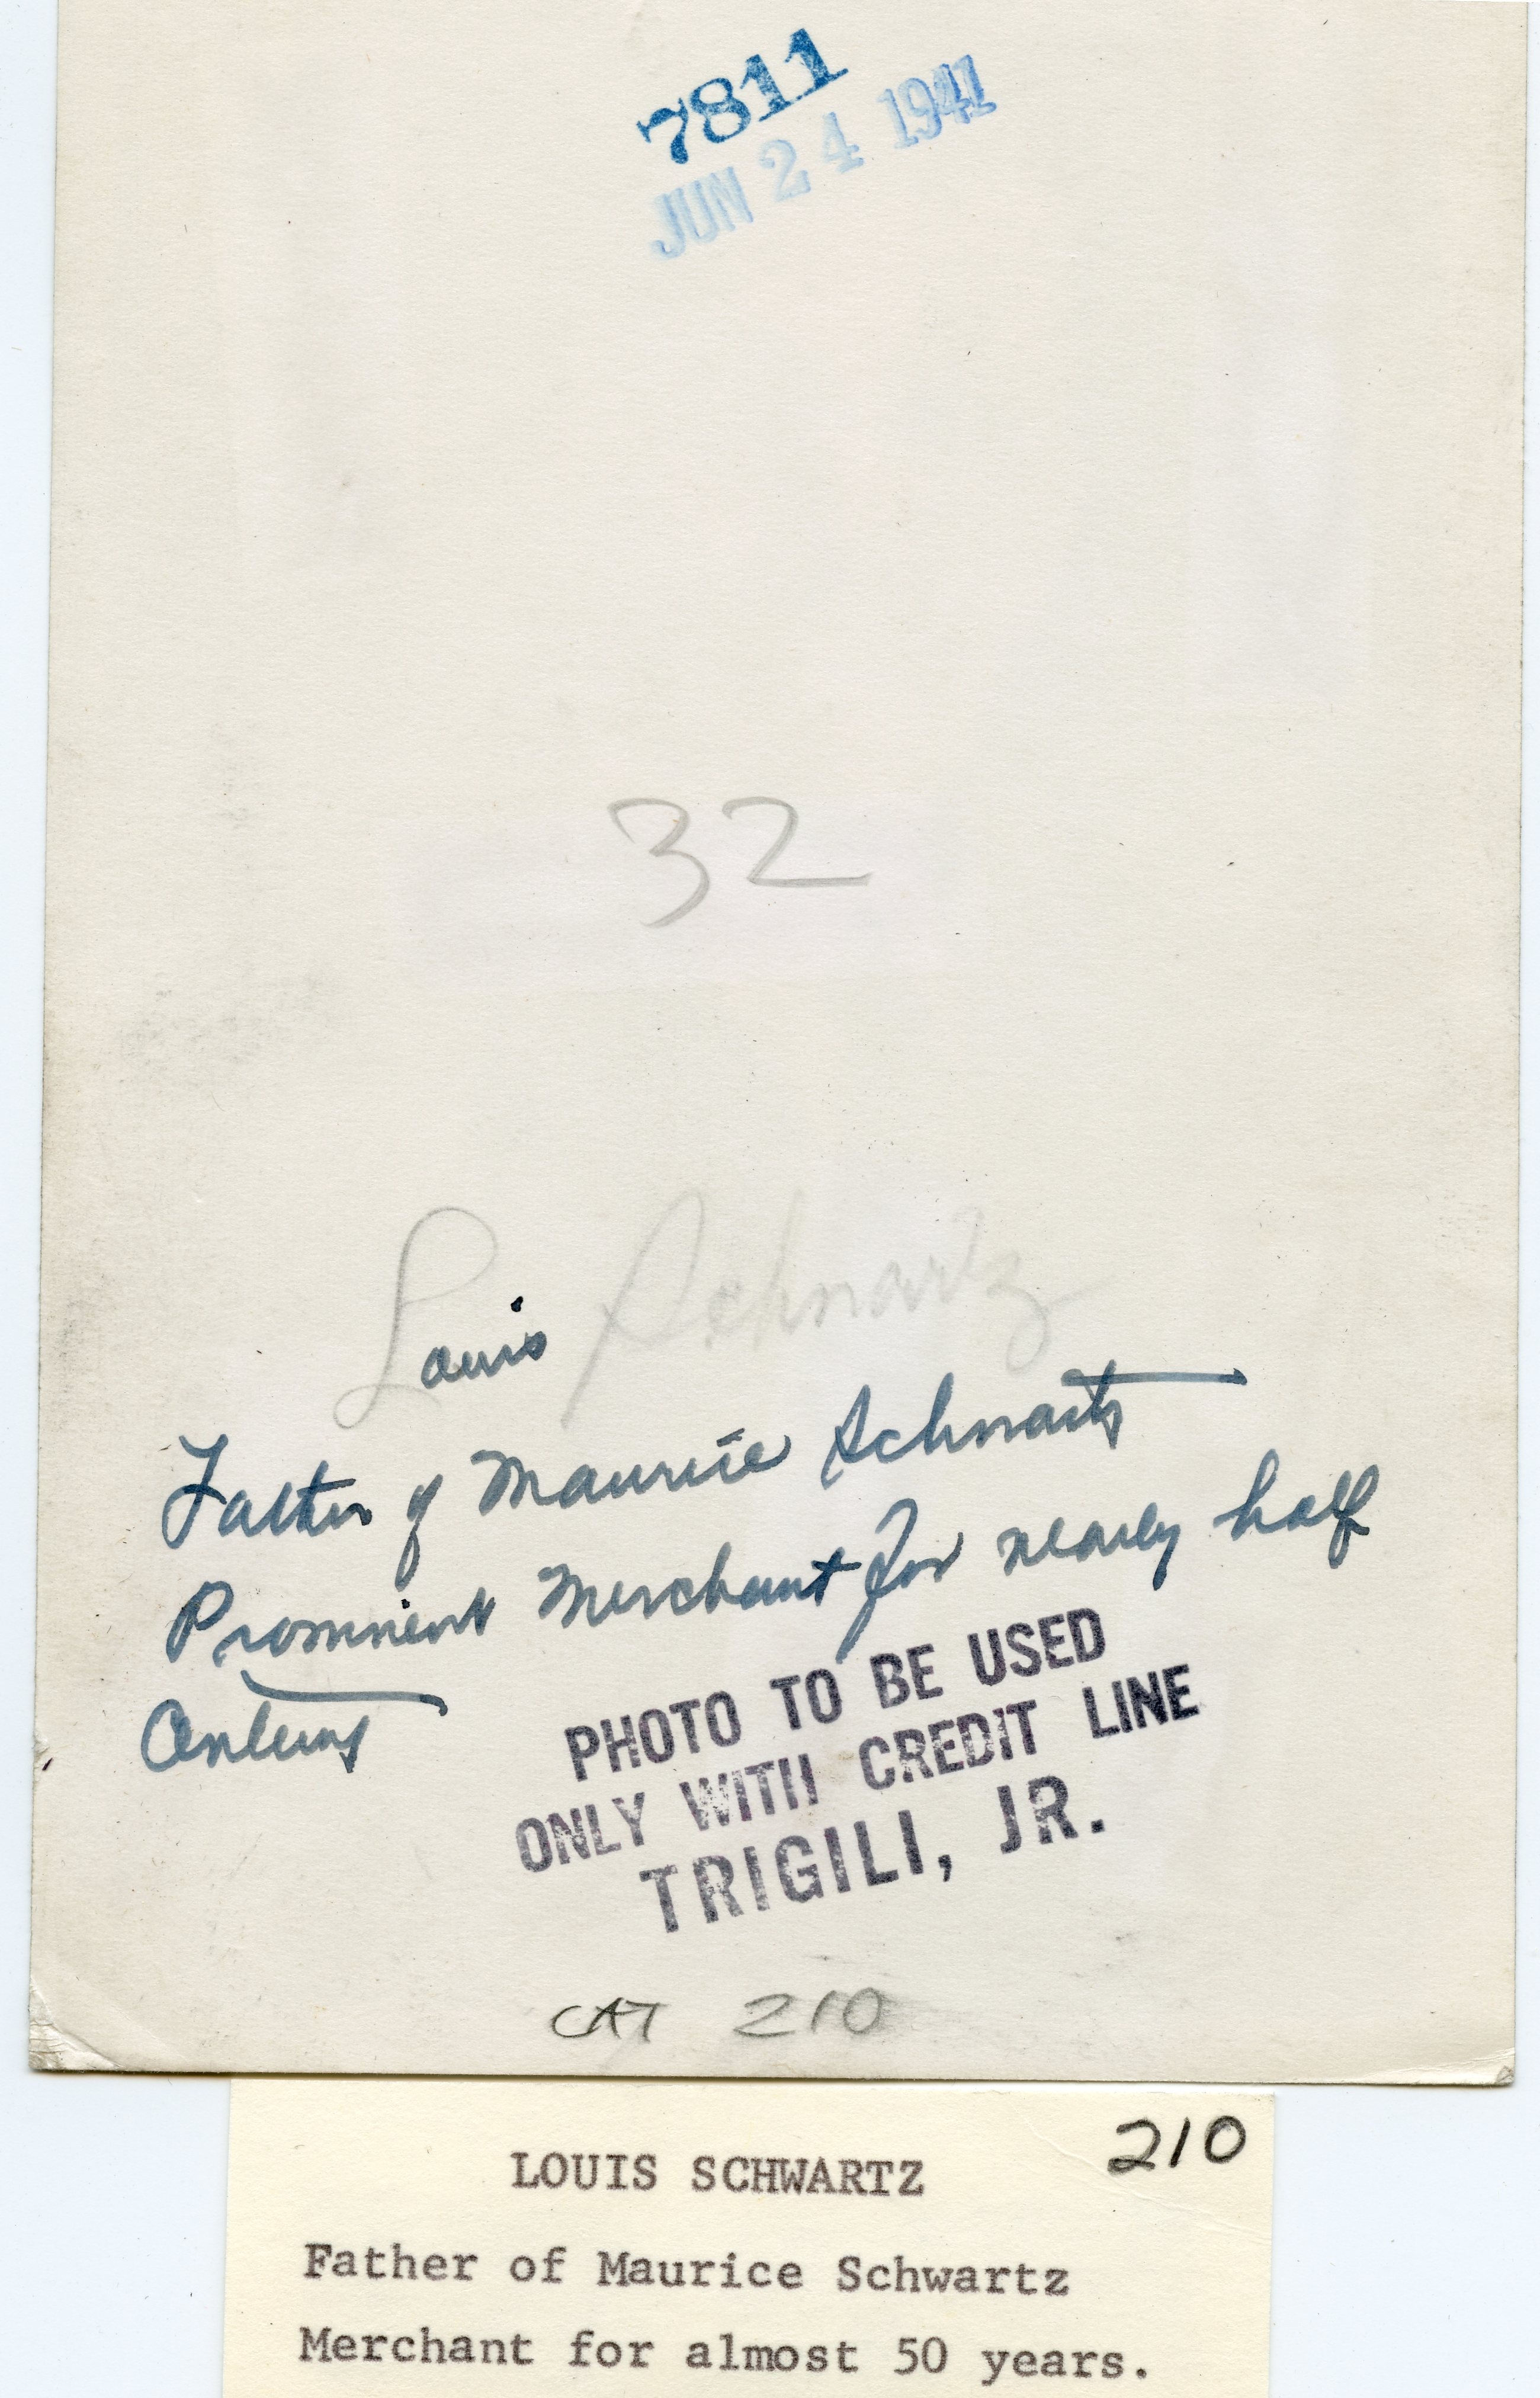 7811
JUN 24 1941
32
Louis Schwartz
Father of Maurice Schwartz
Prominent Merchant for nearly half
PHOTO TO BE USED
ONLY WITH CREDIT LINE
TRIGILI, JR.
CAT 210
210
LOUIS SCHWARTZ
Father of Maurice Schwartz
Merchant for almost 50 years.